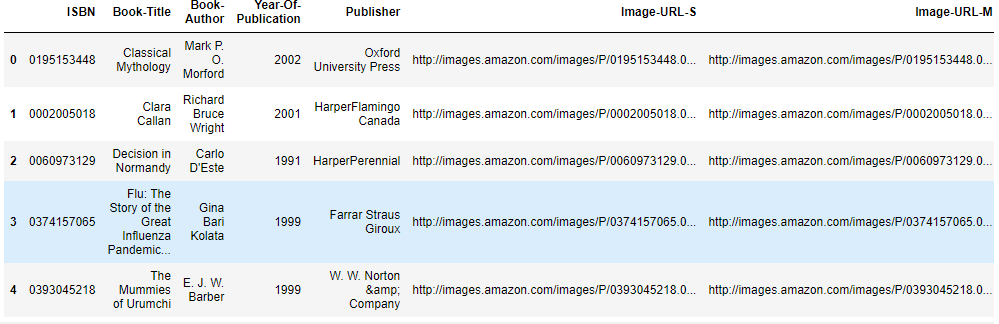 ISBN Book-Title Book-Author Year-Of-Publication Publisher Image-URL-S Image-URL-M
0 0195153448 Classical Mythology Mark P. O. Morford 2002 Oxford University Press http://images.amazon.com/images/P/0195153448.0... http://images.amazon.com/images/P/0195153448.0...
1 0002005018 Clara Callan Richard Bruce Wright 2001 HarperFlamingo Canada http://images.amazon.com/images/P/0002005018.0... http://images.amazon.com/images/P/0002005018.0...
2 0060973129 Decision in Normandy Carlo D'Este 1991 HarperPerennial http://images.amazon.com/images/P/0060973129.0... http://images.amazon.com/images/P/0060973129.0...
3 0374157065 Flu: The Story of the Great Influenza Pandemic... Gina Bari Kolata 1999 Farrar Straus Giroux http://images.amazon.com/images/P/0374157065.0... http://images.amazon.com/images/P/0374157065.0...
4 0393045218 The Mummies of Urumchi E. J. W. Barber 1999 W. W. Norton &amp; Company http://images.amazon.com/images/P/0393045218.0... http://images.amazon.com/images/P/0393045218.0...